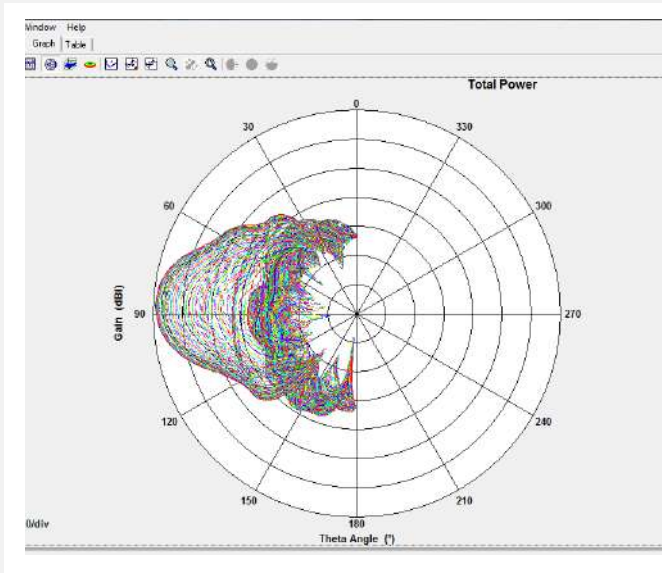 Window Help
Graph Table
Total Power
0
30
330
60
300
Gain (dBi)
90
270
120
240
150
210
180
0/div
Theta Angle (°)